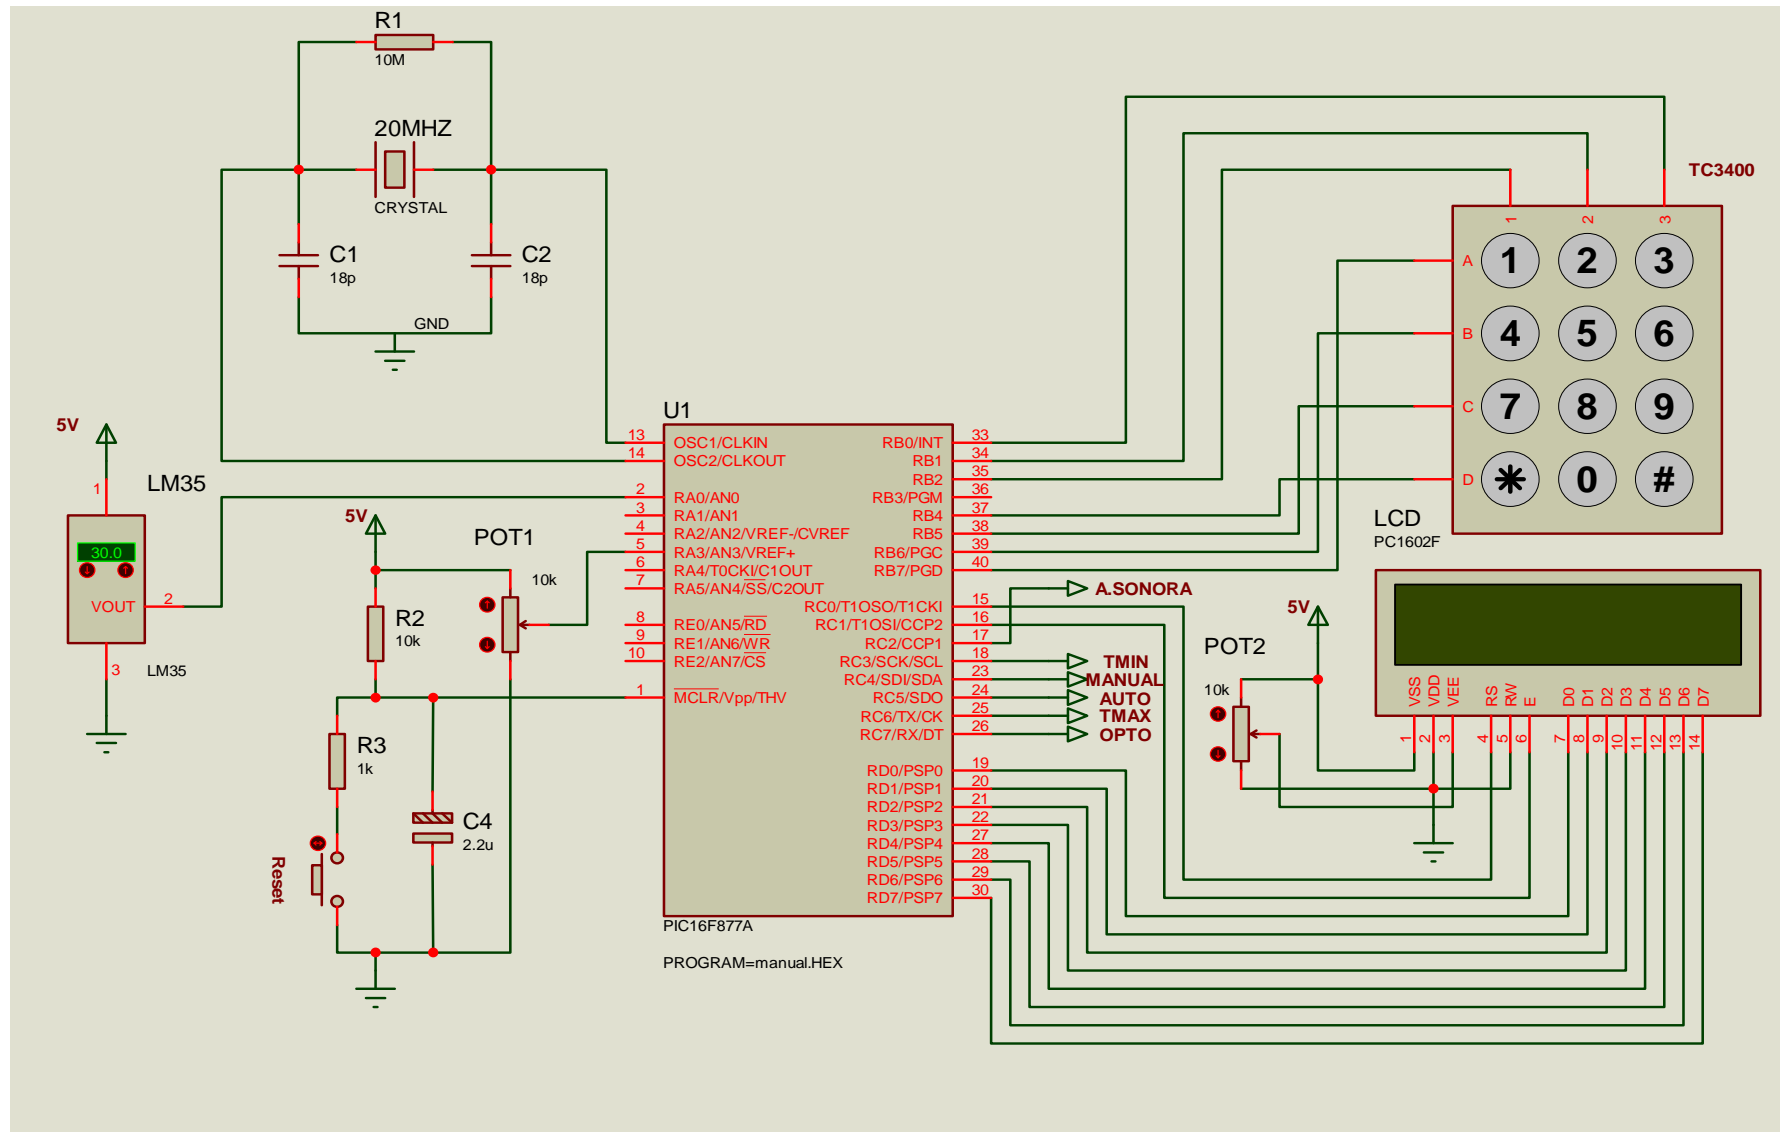 R1
10M
20MHZ
CRYSTAL
C1
18p
C2
18p
GND
5V
1
LM35
30.0
VOUT
2
3
LM35
5V
POT1
10k
R2
10k
R3
1k
C4
2.2u
Reset
U1
13 OSC1/CLKIN
14 OSC2/CLKOUT
2 RA0/AN0
3 RA1/AN1
4 RA2/AN2/VREF-/CVREF
5 RA3/AN3/VREF+
6 RA4/T0CKI/C1OUT
7 RA5/AN4/SS/C2OUT
8 RE0/AN5/RD
9 RE1/AN6/WR
10 RE2/AN7/CS
1 MCLR/Vpp/THV
RB0/INT 33
RB1 34
RB2 35
RB3/PGM 36
RB4 37
RB5 38
RB6/PGC 39
RB7/PGD 40
RC0/T1OSO/T1CKI 15
RC1/T1OSI/CCP2 16
RC2/CCP1 17
RC3/SCK/SCL 18
RC4/SDI/SDA 23
RC5/SDO 24
RC6/TX/CK 25
RC7/RX/DT 26
RD0/PSP0 19
RD1/PSP1 20
RD2/PSP2 21
RD3/PSP3 22
RD4/PSP4 27
RD5/PSP5 28
RD6/PSP6 29
RD7/PSP7 30
PIC16F877A
PROGRAM=manual.HEX
A.SONORA
TMIN
MANUAL
AUTO
TMAX
OPTO
TC3400
1 2 3
A 1 2 3
B 4 5 6
C 7 8 9
D * 0 #
LCD
PC1602F
5V
POT2
10k
VSS VDD VEE RS RW E D0 D1 D2 D3 D4 D5 D6 D7
1 2 3 4 5 6 7 8 9 10 11 12 13 14